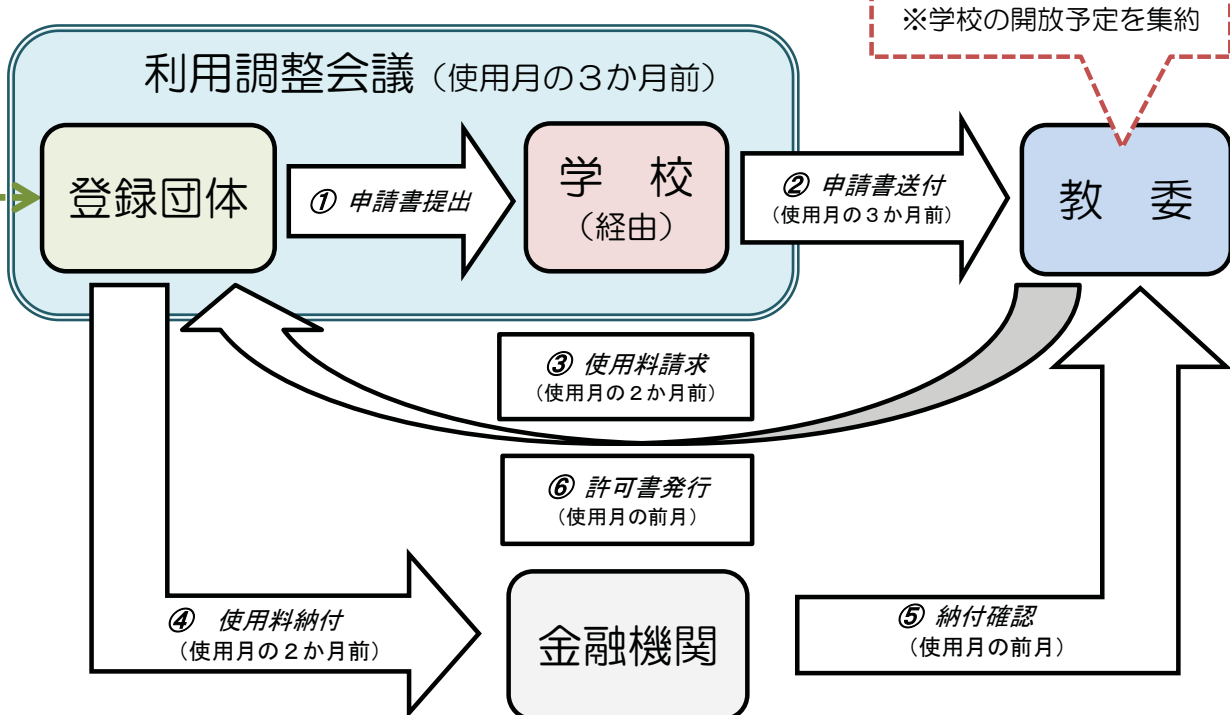 ※学校の開放予定を集約
利用調整会議（使用月の３か月前）
登録団体
① 申請書提出
学　校
（経由）
② 申請書送付
（使用月の３か月前）
教　委
③ 使用料請求
（使用月の２か月前）
⑥ 許可書発行
（使用月の前月）
④　使用料納付
（使用月の２か月前）
金融機関
⑤ 納付確認
（使用月の前月）